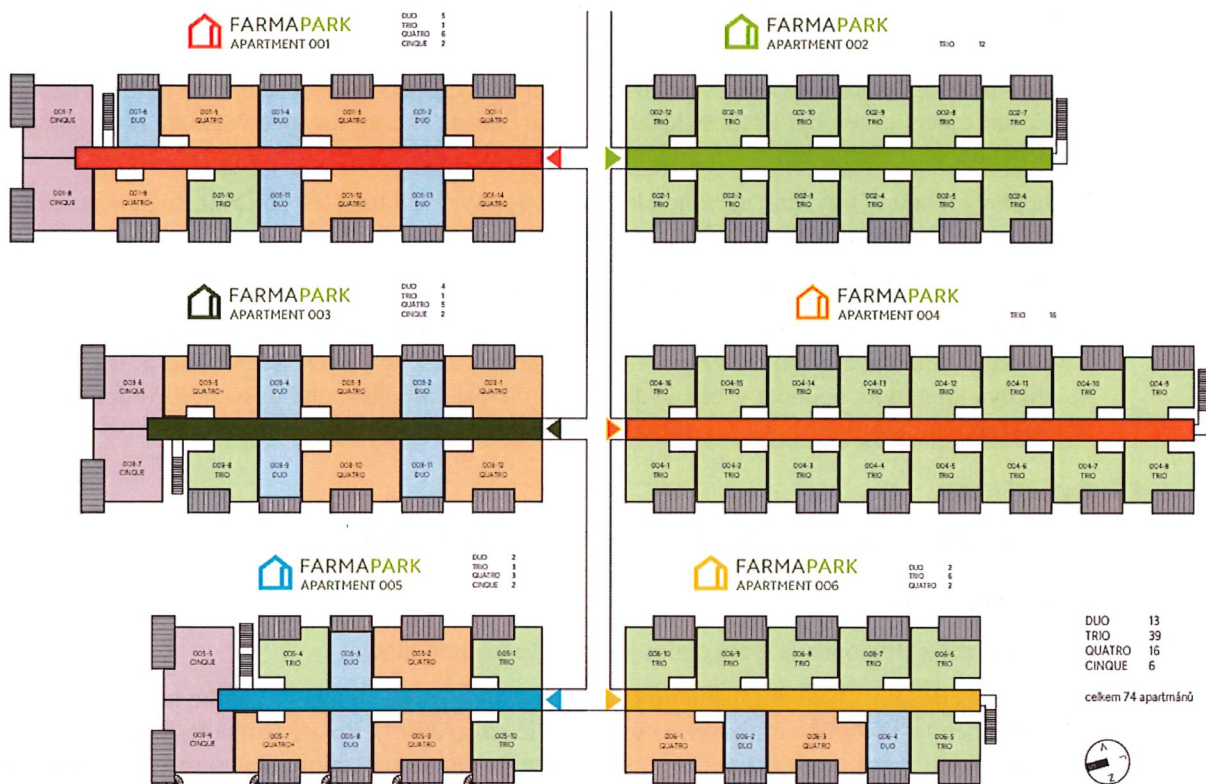 FARMAPARK
APARTMENT 001
DUO 5
TRIO 1
QUATRO 6
CINQUE 2
001-7
CINQUE
001-6
DUO
001-5
QUATRO
001-4
DUO
001-3
QUATRO
001-2
DUO
001-1
QUATRO
001-8
CINQUE
001-9
QUATRO+
001-10
TRIO
001-11
DUO
001-12
QUATRO
001-13
DUO
001-14
QUATRO
FARMAPARK
APARTMENT 002
TRIO 12
002-12
TRIO
002-11
TRIO
002-10
TRIO
002-9
TRIO
002-8
TRIO
002-7
TRIO
002-1
TRIO
002-2
TRIO
002-3
TRIO
002-4
TRIO
002-5
TRIO
002-6
TRIO
FARMAPARK
APARTMENT 003
DUO 4
TRIO 1
QUATRO 5
CINQUE 2
003-6
CINQUE
003-5
QUATRO+
003-4
DUO
003-3
QUATRO
003-2
DUO
003-1
QUATRO
003-7
CINQUE
003-8
TRIO
003-9
DUO
003-10
QUATRO
003-11
DUO
003-12
QUATRO
FARMAPARK
APARTMENT 004
TRIO 16
004-16
TRIO
004-15
TRIO
004-14
TRIO
004-13
TRIO
004-12
TRIO
004-11
TRIO
004-10
TRIO
004-9
TRIO
004-1
TRIO
004-2
TRIO
004-3
TRIO
004-4
TRIO
004-5
TRIO
004-6
TRIO
004-7
TRIO
004-8
TRIO
FARMAPARK
APARTMENT 005
DUO 2
TRIO 3
QUATRO 3
CINQUE 2
005-5
CINQUE
005-4
TRIO
005-3
DUO
005-2
QUATRO
005-1
TRIO
005-6
CINQUE
005-7
QUATRO+
005-8
DUO
005-9
QUATRO
005-10
TRIO
FARMAPARK
APARTMENT 006
DUO 2
TRIO 6
QUATRO 2
006-10
TRIO
006-9
TRIO
006-8
TRIO
006-7
TRIO
006-6
TRIO
006-1
QUATRO
006-2
DUO
006-3
QUATRO
006-4
DUO
006-5
TRIO
DUO 13
TRIO 39
QUATRO 16
CINQUE 6
celkem 74 apartmánů
V
J
S
Z